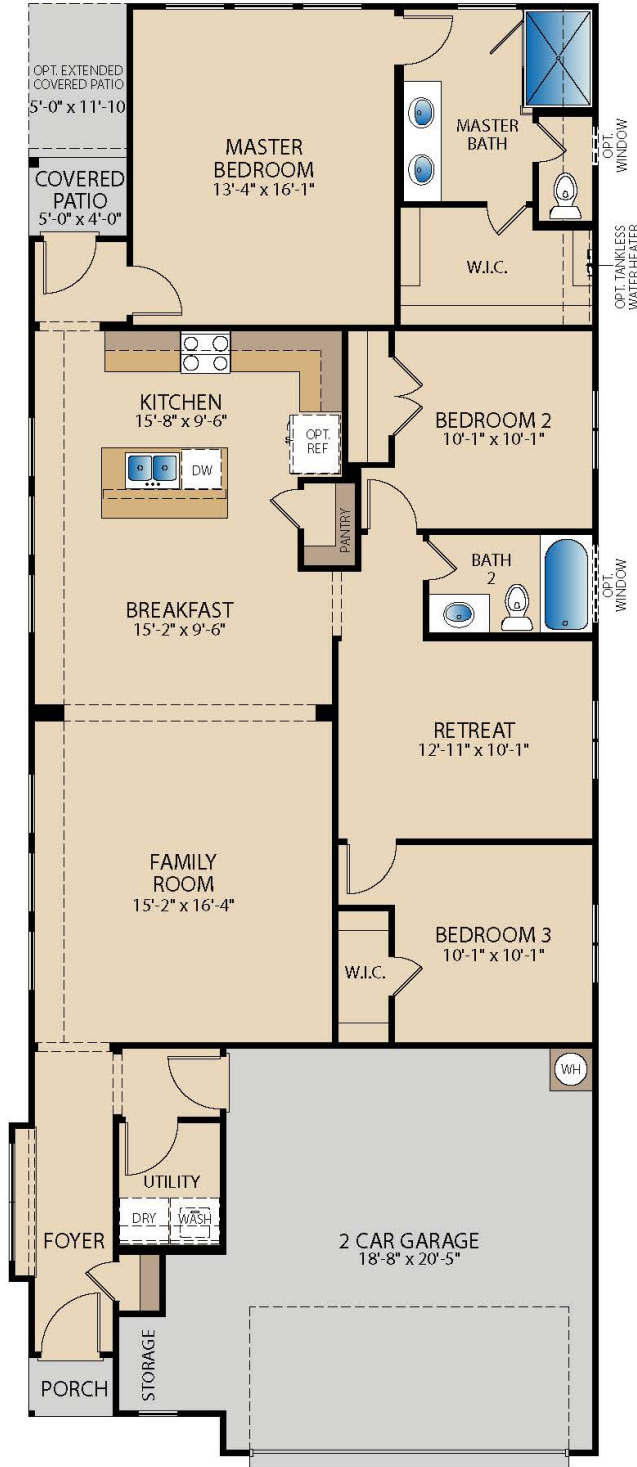 OPT. EXTENDED
COVERED PATIO
5'-0" x 11'-10
COVERED
PATIO
5'-0" x 4'-0"
MASTER
BEDROOM
13'-4" x 16'-1"
MASTER
BATH
OPT.
WINDOW
W.I.C.
OPT. TANKLESS
WATER HEATER
KITCHEN
15'-8" x 9'-6"
OPT.
REF
DW
PANTRY
BEDROOM 2
10'-1" x 10'-1"
BATH
2
OPT.
WINDOW
BREAKFAST
15'-2" x 9'-6"
RETREAT
12'-11" x 10'-1"
FAMILY
ROOM
15'-2" x 16'-4"
BEDROOM 3
10'-1" x 10'-1"
W.I.C.
WH
UTILITY
DRY
WASH
FOYER
2 CAR GARAGE
18'-8" x 20'-5"
STORAGE
PORCH